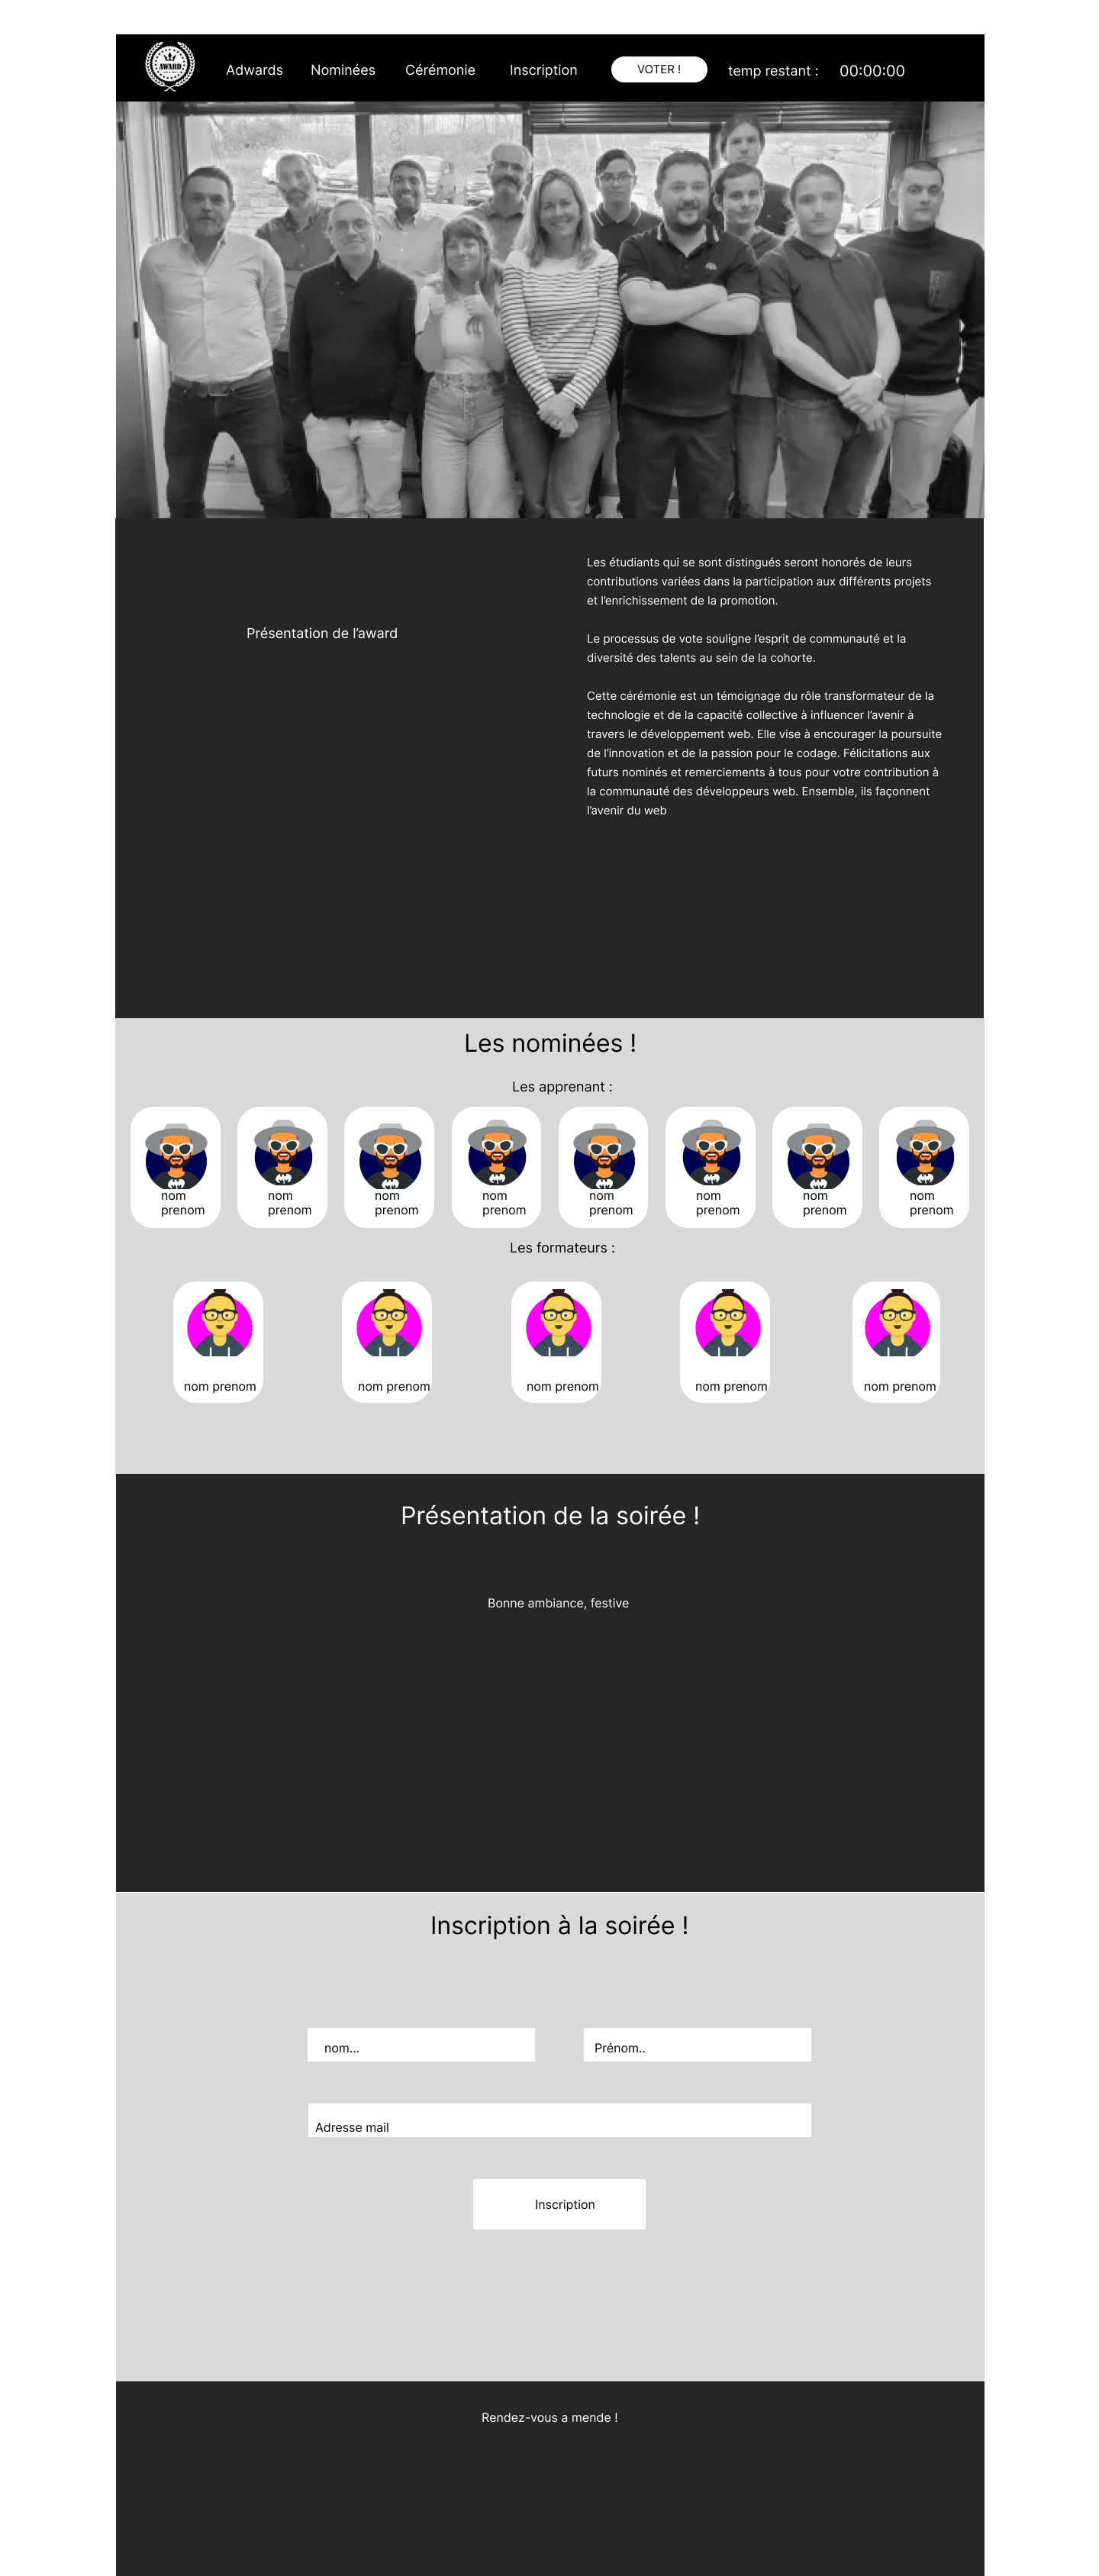 AWARD
Adwards Nominées Cérémonie Inscription VOTER ! temp restant : 00:00:00
Présentation de l'award
Les étudiants qui se sont distingués seront honorés de leurs
contributions variées dans la participation aux différents projets
et l'enrichissement de la promotion.
Le processus de vote souligne l'esprit de communauté et la
diversité des talents au sein de la cohorte.
Cette cérémonie est un témoignage du rôle transformateur de la
technologie et de la capacité collective à influencer l'avenir à
travers le développement web. Elle vise à encourager la poursuite
de l'innovation et de la passion pour le codage. Félicitations aux
futurs nominés et remerciements à tous pour votre contribution à
la communauté des développeurs web. Ensemble, ils façonnent
l'avenir du web
Les nominées !
Les apprenant :
nom nom nom nom nom nom nom nom
prenom prenom prenom prenom prenom prenom prenom prenom
Les formateurs :
nom prenom nom prenom nom prenom nom prenom nom prenom
Présentation de la soirée !
Bonne ambiance, festive
Inscription à la soirée !
nom... Prénom..
Adresse mail
Inscription
Rendez-vous a mende !